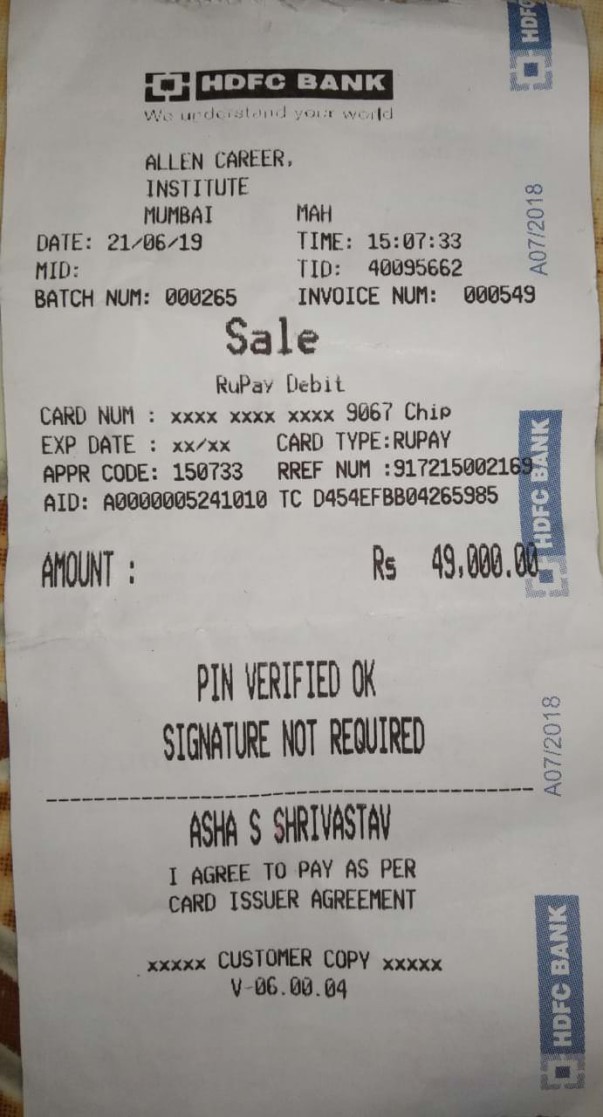 HDFC BANK
We understand your world
ALLEN CAREER,
INSTITUTE
MUMBAI MAH
DATE: 21/06/19 TIME: 15:07:33
MID: TID: 40095662
BATCH NUM: 000265 INVOICE NUM: 000549
Sale
RuPay Debit
CARD NUM : xxxx xxxx xxxx 9067 Chip
EXP DATE : xx/xx CARD TYPE:RUPAY
APPR CODE: 150733 RREF NUM :917215002169
AID: A0000005241010 TC D454EFBB04265985
AMOUNT : Rs 49,000.00
PIN VERIFIED OK
SIGNATURE NOT REQUIRED
ASHA S SHRIVASTAV
I AGREE TO PAY AS PER
CARD ISSUER AGREEMENT
xxxxx CUSTOMER COPY xxxxx
V-06.00.04
HDFC
A07/2018
HDFC BANK
A07/2018
HDFC BANK